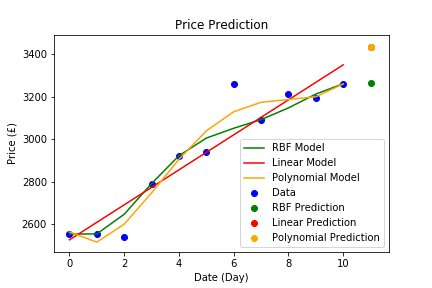 Price Prediction
Price (£)
3400
3200
3000
2800
2600
0 2 4 6 8 10
Date (Day)
RBF Model
Linear Model
Polynomial Model
Data
RBF Prediction
Linear Prediction
Polynomial Prediction